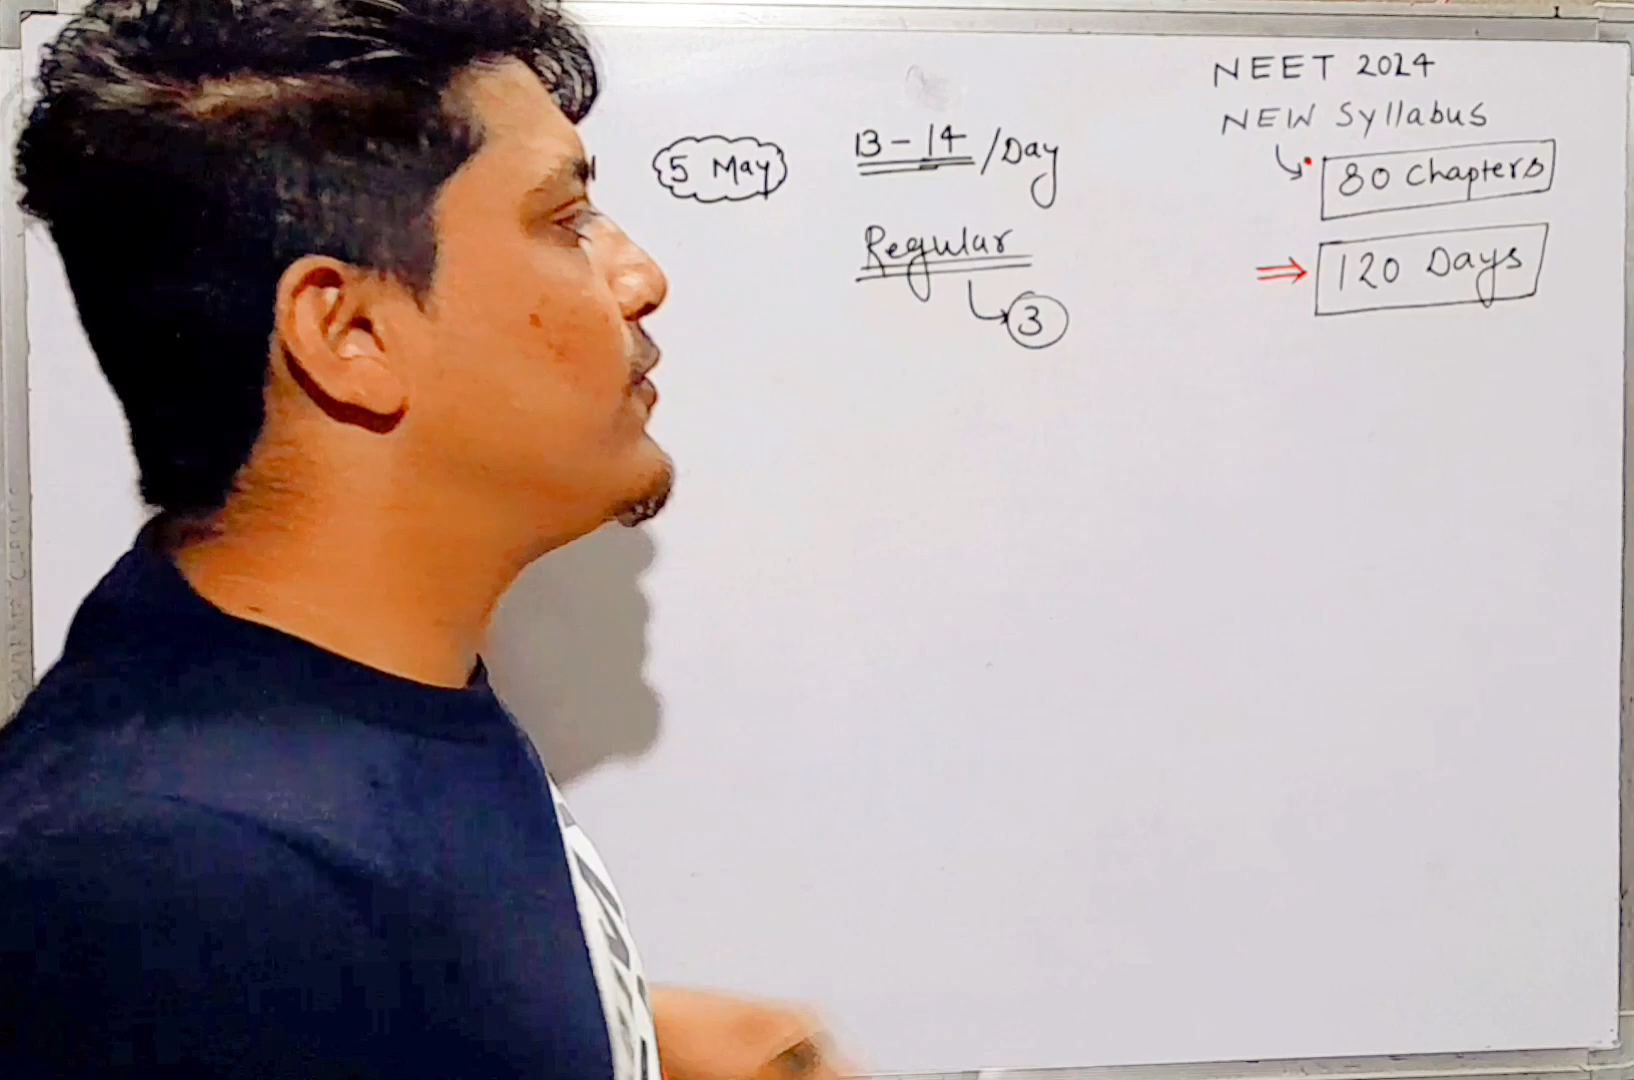 5 May
13 - 14 /Day
Regular
3
NEET 2024
NEW Syllabus
80 Chapters
120 Days